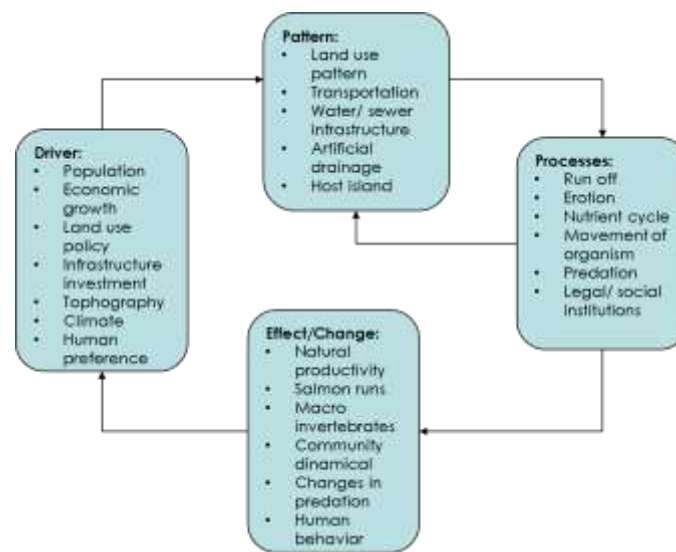 Pattern:
• Land use
pattern
• Transportation
• Water/ sewer
infrastructure
• Artificial
drainage
• Host island
Driver:
• Population
• Economic
growth
• Land use
policy
• Infrastructure
investment
• Tophography
• Climate
• Human
preference
Processes:
• Run off
• Erotion
• Nutrient cycle
• Movement of
organism
• Predation
• Legal/ social
institutions
Effect/Change:
• Natural
productivity
• Salmon runs
• Macro
invertebrates
• Community
dinamical
• Changes in
predation
• Human
behavior